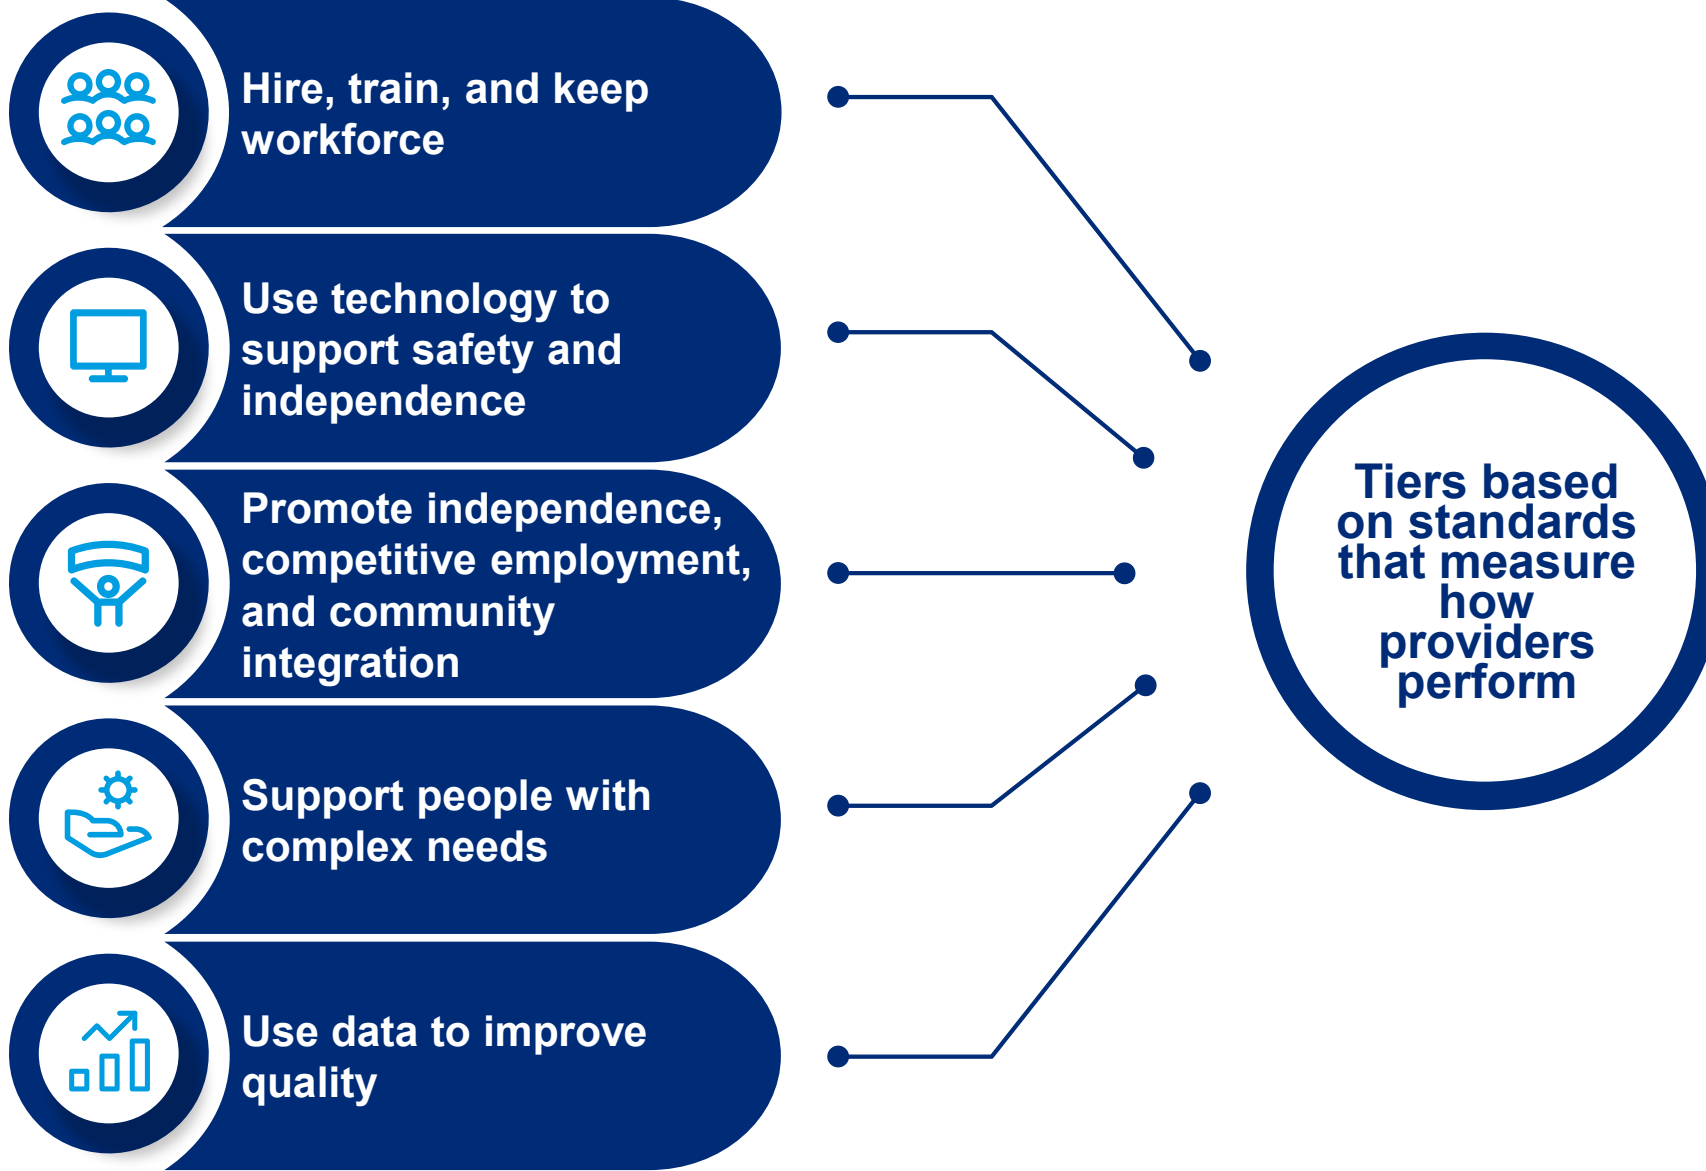 Hire, train, and keep
workforce
Use technology to
support safety and
independence
Promote independence,
competitive employment,
and community
integration
Support people with
complex needs
Use data to improve
quality
Tiers based
on standards
that measure
how
providers
perform